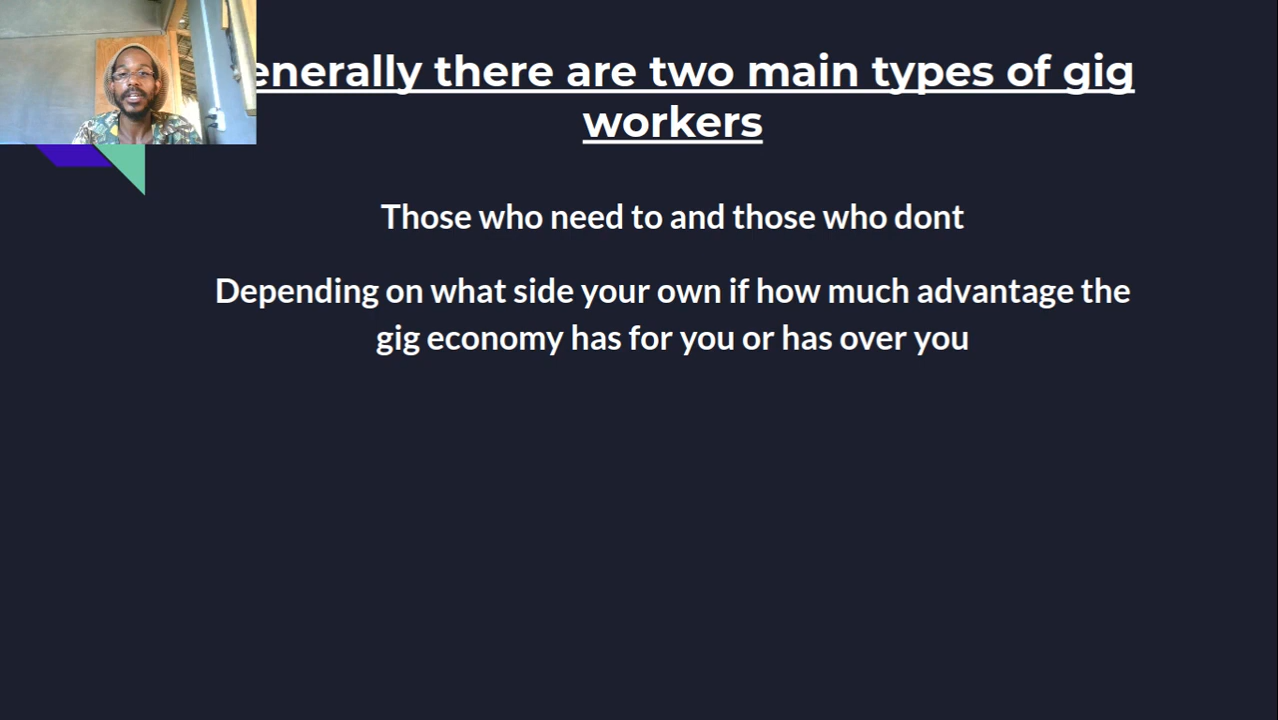 there are two main types of gig
workers
Those who need to and those who dont
Depending on what side your own if how much advantage the
gig economy has for you or has over you